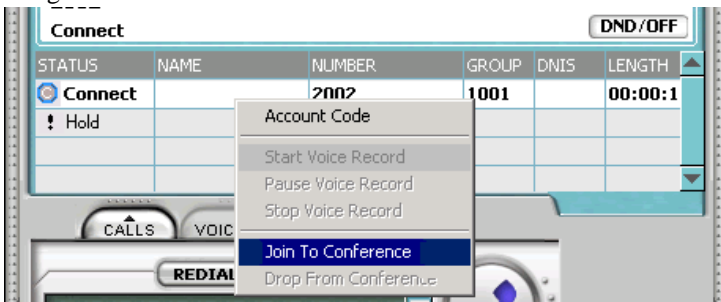 Connect DND/OFF
STATUS NAME NUMBER GROUP DNIS LENGTH
Connect 2002 1001 00:00:1
! Hold
Account Code
Start Voice Record
Pause Voice Record
Stop Voice Record
Join To Conference
Drop From Conference
CALLS VOIC
REDIAL